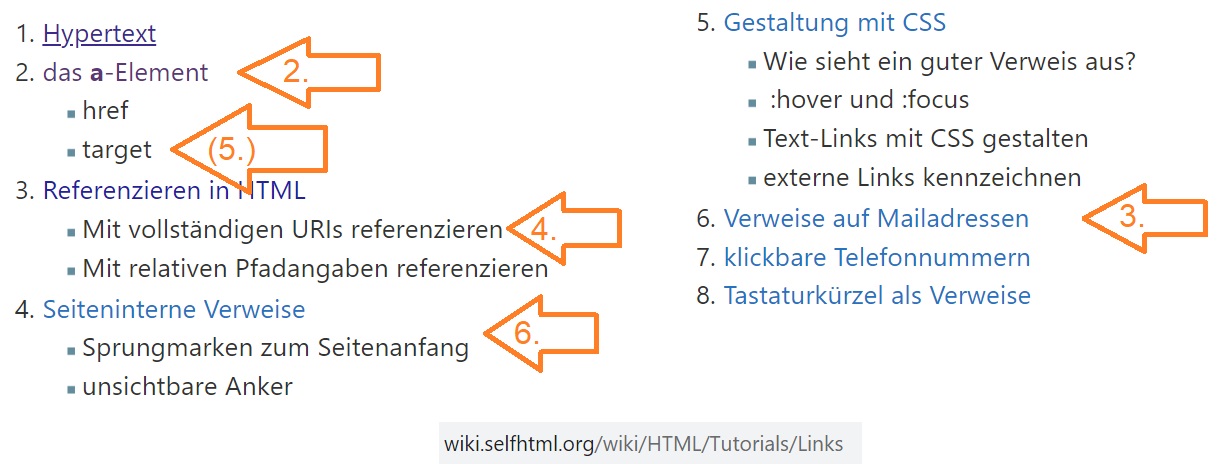 1. Hypertext
2. das a-Element
2.
▪ href
▪ target
(5.)
3. Referenzieren in HTML
▪ Mit vollständigen URIs referenzieren
4.
▪ Mit relativen Pfadangaben referenzieren
4. Seiteninterne Verweise
▪ Sprungmarken zum Seitenanfang
6.
▪ unsichtbare Anker
5. Gestaltung mit CSS
▪ Wie sieht ein guter Verweis aus?
▪ :hover und :focus
▪ Text-Links mit CSS gestalten
▪ externe Links kennzeichnen
6. Verweise auf Mailadressen
3.
7. klickbare Telefonnummern
8. Tastaturkürzel als Verweise
wiki.selfhtml.org/wiki/HTML/Tutorials/Links